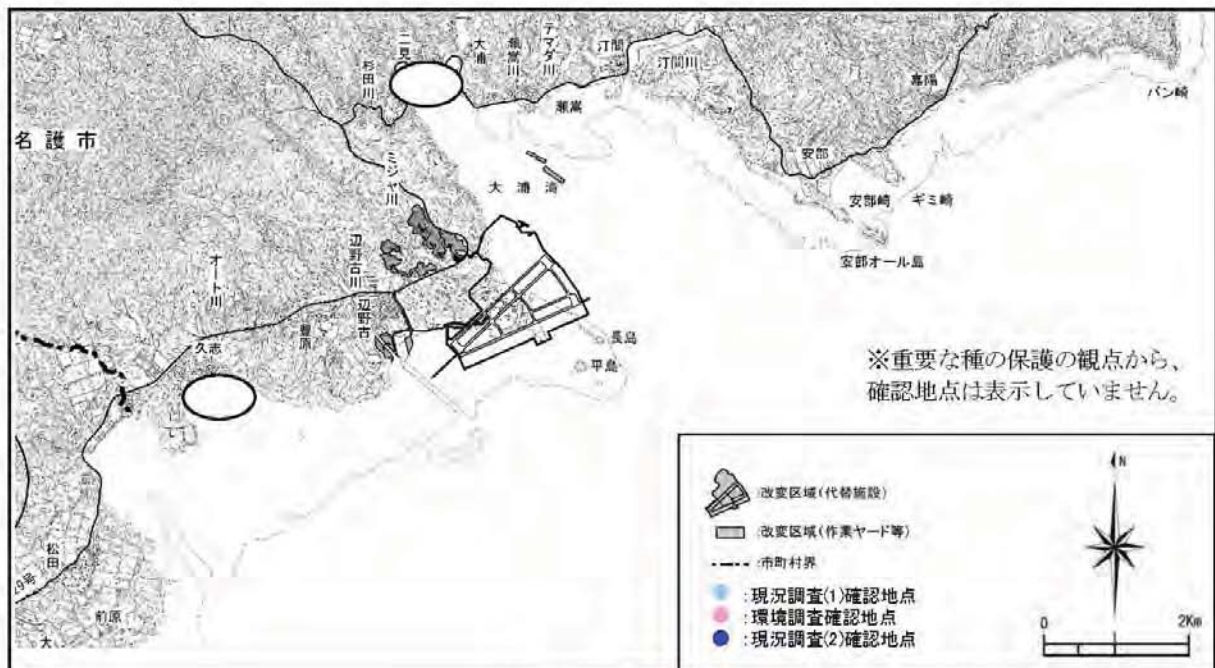 名護市
二見
杉田川
大浦
瀬嵩川
テマダ川
汀間
汀間川
瀬嵩
嘉陽
バン崎
安部
安部崎
ギミ崎
安部オール島
大浦湾
ミジャ川
辺野古川
辺野古
オート川
豊原
久志
長島
平島
松田
29号
前原
大
※重要な種の保護の観点から、
確認地点は表示していません。
:改変区域(代替施設)
:改変区域(作業ヤード等)
:市町村界
:現況調査(1)確認地点
:環境調査確認地点
:現況調査(2)確認地点
N
0
2Km